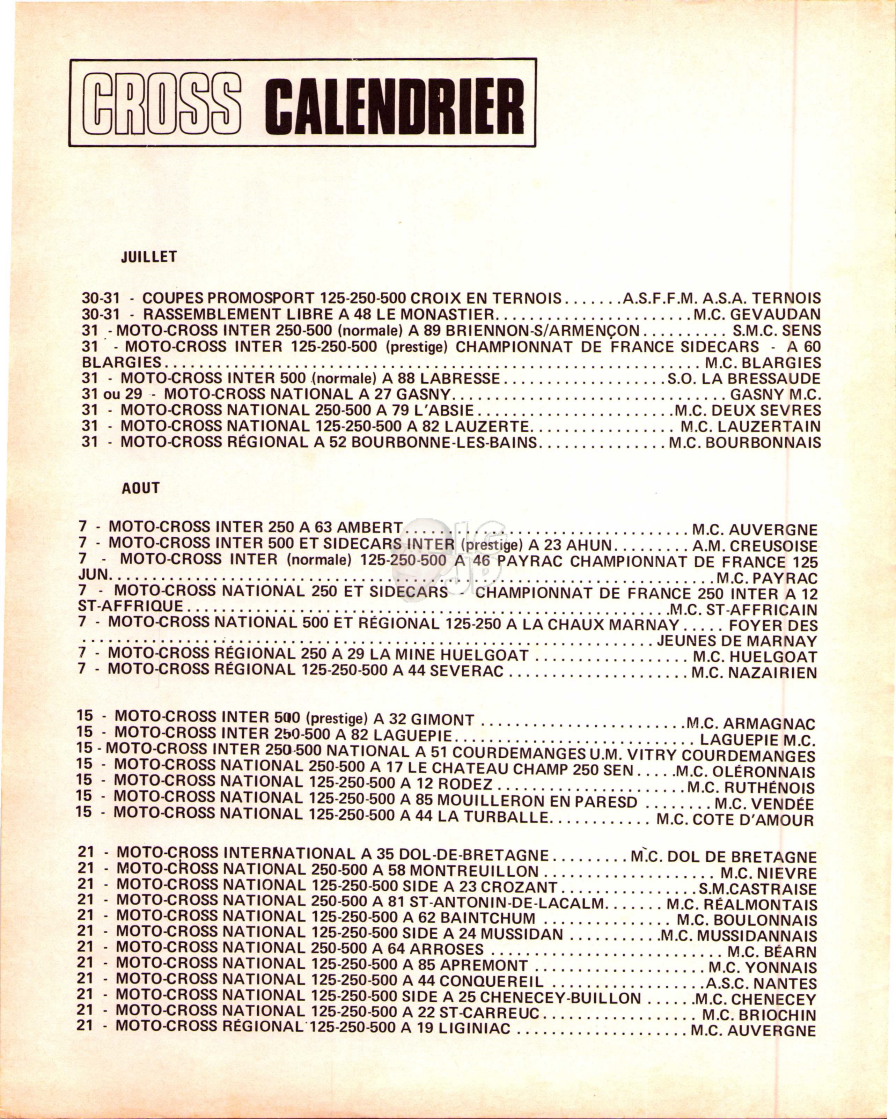 CROSS CALENDRIER
JUILLET
30-31 - COUPES PROMOSPORT 125-250-500 CROIX EN TERNOIS.......A.S.F.F.M. A.S.A. TERNOIS
30-31 - RASSEMBLEMENT LIBRE A 48 LE MONASTIER.......................M.C. GEVAUDAN
31 - MOTO-CROSS INTER 250-500 (normale) A 89 BRIENNON-S/ARMENÇON.......... S.M.C. SENS
31 - MOTO-CROSS INTER 125-250-500 (prestige) CHAMPIONNAT DE FRANCE SIDECARS - A 60
BLARGIES............................................................ M.C. BLARGIES
31 - MOTO-CROSS INTER 500 (normale) A 88 LABRESSE..................S.O. LA BRESSAUDE
31 ou 29 - MOTO-CROSS NATIONAL A 27 GASNY.............................. GASNY M.C.
31 - MOTO-CROSS NATIONAL 250-500 A 79 L'ABSIE.....................M.C. DEUX SEVRES
31 - MOTO-CROSS NATIONAL 125-250-500 A 82 LAUZERTE................ M.C. LAUZERTAIN
31 - MOTO-CROSS RÉGIONAL A 52 BOURBONNE-LES-BAINS.............. M.C. BOURBONNAIS
AOUT
7 - MOTO-CROSS INTER 250 A 63 AMBERT................................ M.C. AUVERGNE
7 - MOTO-CROSS INTER 500 ET SIDECARS INTER (prestige) A 23 AHUN......... A.M. CREUSOISE
7 - MOTO-CROSS INTER (normale) 125-250-500 A 46 PAYRAC CHAMPIONNAT DE FRANCE 125
JUN..................................................................M.C. PAYRAC
7 - MOTO-CROSS NATIONAL 250 ET SIDECARS - CHAMPIONNAT DE FRANCE 250 INTER A 12
ST-AFFRIQUE......................................................M.C. ST-AFFRICAIN
7 - MOTO-CROSS NATIONAL 500 ET RÉGIONAL 125-250 A LA CHAUX MARNAY ..... FOYER DES
................................................................JEUNES DE MARNAY
7 - MOTO-CROSS RÉGIONAL 250 A 29 LA MINE HUELGOAT ................. M.C. HUELGOAT
7 - MOTO-CROSS RÉGIONAL 125-250-500 A 44 SEVERAC ................... M.C. NAZAIRIEN
15 - MOTO-CROSS INTER 500 (prestige) A 32 GIMONT .......................M.C. ARMAGNAC
15 - MOTO-CROSS INTER 250-500 A 82 LAGUEPIE........................... LAGUEPIE M.C.
15 - MOTO-CROSS INTER 250-500 NATIONAL A 51 COURDEMANGES U.M. VITRY COURDEMANGES
15 - MOTO-CROSS NATIONAL 250-500 A 17 LE CHATEAU CHAMP 250 SEN .....M.C. OLÉRONNAIS
15 - MOTO-CROSS NATIONAL 125-250-500 A 12 RODEZ .....................M.C. RUTHÉNOIS
15 - MOTO-CROSS NATIONAL 125-250-500 A 85 MOUILLERON EN PARESD ........M.C. VENDÉE
15 - MOTO-CROSS NATIONAL 125-250-500 A 44 LA TURBALLE............ M.C. COTE D'AMOUR
21 - MOTO-CROSS INTERNATIONAL A 35 DOL-DE-BRETAGNE......... M.C. DOL DE BRETAGNE
21 - MOTO-CROSS NATIONAL 250-500 A 58 MONTREUILLON ................... M.C. NIEVRE
21 - MOTO-CROSS NATIONAL 125-250-500 SIDE A 23 CROZANT................S.M.CASTRAISE
21 - MOTO-CROSS NATIONAL 250-500 A 81 ST-ANTONIN-DE-LACALM....... M.C. RÉALMONTAIS
21 - MOTO-CROSS NATIONAL 125-250-500 A 62 BAINTCHUM ............... M.C. BOULONNAIS
21 - MOTO-CROSS NATIONAL 125-250-500 SIDE A 24 MUSSIDAN ...........M.C. MUSSIDANNAIS
21 - MOTO-CROSS NATIONAL 250-500 A 64 ARROSES .......................... M.C. BÉARN
21 - MOTO-CROSS NATIONAL 125-250-500 A 85 APREMONT ................... M.C. YONNAIS
21 - MOTO-CROSS NATIONAL 125-250-500 A 44 CONQUEREIL .................A.S.C. NANTES
21 - MOTO-CROSS NATIONAL 125-250-500 SIDE A 25 CHENECEY-BUILLON ......M.C. CHENECEY
21 - MOTO-CROSS NATIONAL 125-250-500 A 22 ST-CARREUC................. M.C. BRIOCHIN
21 - MOTO-CROSS RÉGIONAL 125-250-500 A 19 LIGINIAC ................... M.C. AUVERGNE